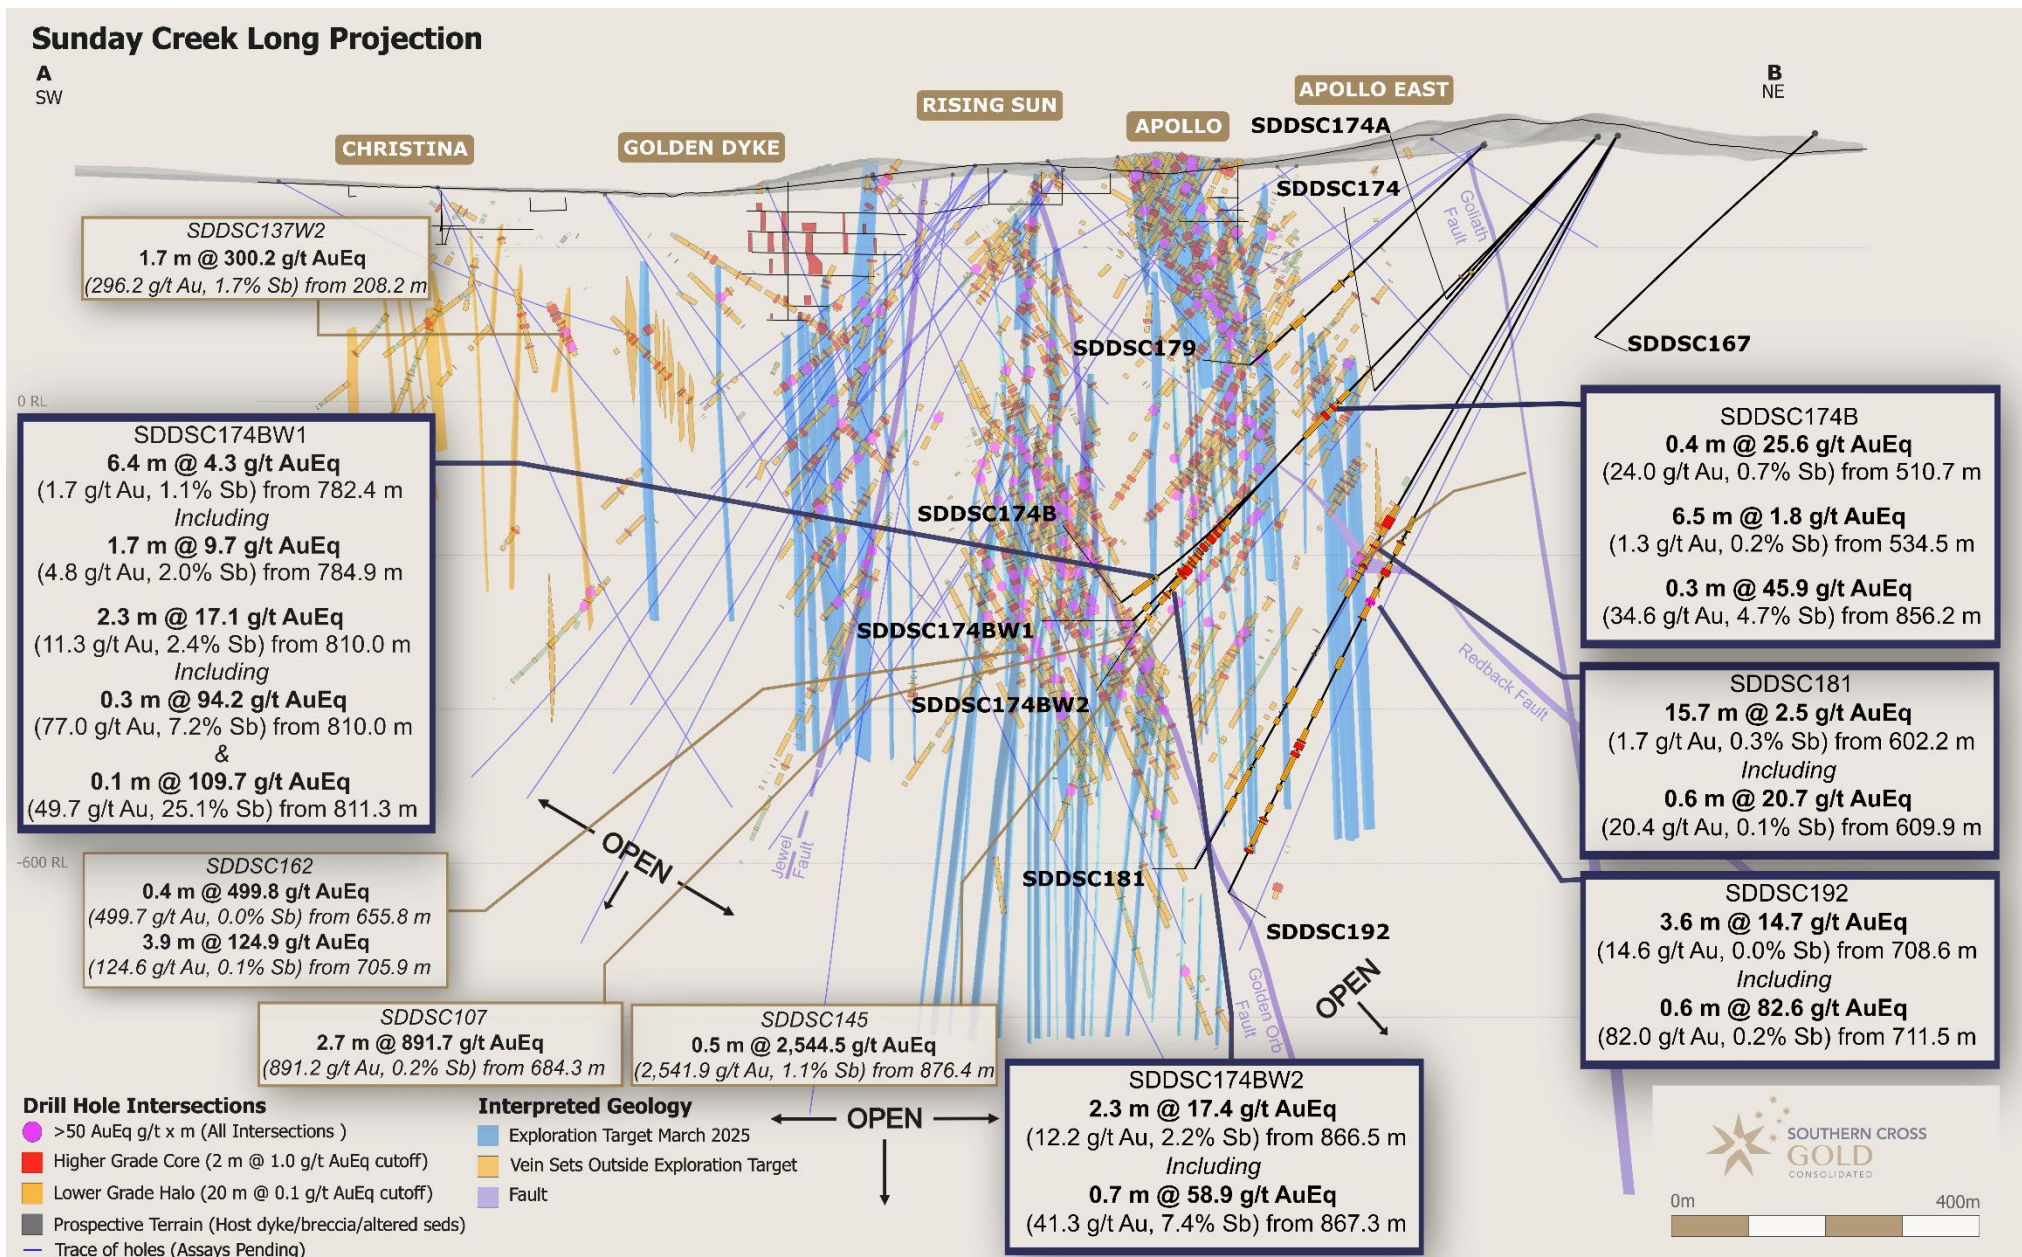 Sunday Creek Long Projection
A
SW
B
NE
CHRISTINA
GOLDEN DYKE
RISING SUN
APOLLO
APOLLO EAST
SDDSC174A
SDDSC174
Goliath
Fault
SDDSC179
SDDSC167
SDDSC137W2
1.7 m @ 300.2 g/t AuEq
(296.2 g/t Au, 1.7% Sb) from 208.2 m
0 RL
SDDSC174BW1
6.4 m @ 4.3 g/t AuEq
(1.7 g/t Au, 1.1% Sb) from 782.4 m
Including
1.7 m @ 9.7 g/t AuEq
(4.8 g/t Au, 2.0% Sb) from 784.9 m
2.3 m @ 17.1 g/t AuEq
(11.3 g/t Au, 2.4% Sb) from 810.0 m
Including
0.3 m @ 94.2 g/t AuEq
(77.0 g/t Au, 7.2% Sb) from 810.0 m
&
0.1 m @ 109.7 g/t AuEq
(49.7 g/t Au, 25.1% Sb) from 811.3 m
SDDSC174B
0.4 m @ 25.6 g/t AuEq
(24.0 g/t Au, 0.7% Sb) from 510.7 m
6.5 m @ 1.8 g/t AuEq
(1.3 g/t Au, 0.2% Sb) from 534.5 m
0.3 m @ 45.9 g/t AuEq
(34.6 g/t Au, 4.7% Sb) from 856.2 m
SDDSC174B
SDDSC174BW1
SDDSC174BW2
Redback Fault
SDDSC181
15.7 m @ 2.5 g/t AuEq
(1.7 g/t Au, 0.3% Sb) from 602.2 m
Including
0.6 m @ 20.7 g/t AuEq
(20.4 g/t Au, 0.1% Sb) from 609.9 m
-600 RL
OPEN
Jewel
Fault
SDDSC181
SDDSC192
SDDSC192
3.6 m @ 14.7 g/t AuEq
(14.6 g/t Au, 0.0% Sb) from 708.6 m
Including
0.6 m @ 82.6 g/t AuEq
(82.0 g/t Au, 0.2% Sb) from 711.5 m
SDDSC162
0.4 m @ 499.8 g/t AuEq
(499.7 g/t Au, 0.0% Sb) from 655.8 m
3.9 m @ 124.9 g/t AuEq
(124.6 g/t Au, 0.1% Sb) from 705.9 m
OPEN
Golden Orb
Fault
SDDSC107
2.7 m @ 891.7 g/t AuEq
(891.2 g/t Au, 0.2% Sb) from 684.3 m
SDDSC145
0.5 m @ 2,544.5 g/t AuEq
(2,541.9 g/t Au, 1.1% Sb) from 876.4 m
SDDSC174BW2
2.3 m @ 17.4 g/t AuEq
(12.2 g/t Au, 2.2% Sb) from 866.5 m
Including
0.7 m @ 58.9 g/t AuEq
(41.3 g/t Au, 7.4% Sb) from 867.3 m
OPEN
Drill Hole Intersections
>50 AuEq g/t x m (All Intersections )
Higher Grade Core (2 m @ 1.0 g/t AuEq cutoff)
Lower Grade Halo (20 m @ 0.1 g/t AuEq cutoff)
Prospective Terrain (Host dyke/breccia/altered seds)
Trace of holes (Assays Pending)
Interpreted Geology
Exploration Target March 2025
Vein Sets Outside Exploration Target
Fault
SOUTHERN CROSS
GOLD
CONSOLIDATED
0m
400m